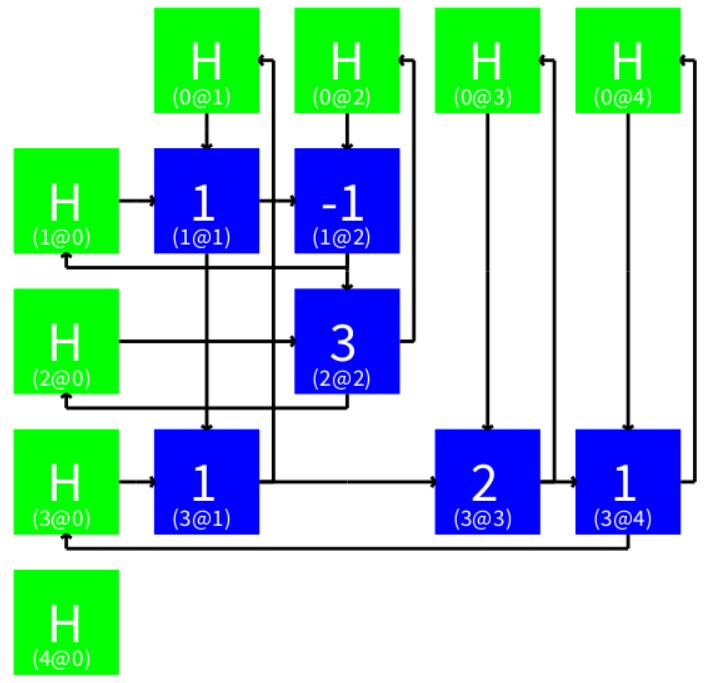 H H H H
(0@1) (0@2) (0@3) (0@4)
H 1 -1
(1@0) (1@1) (1@2)
H 3
(2@0) (2@2)
H 1 2 1
(3@0) (3@1) (3@3) (3@4)
H
(4@0)